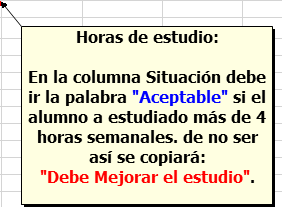 Horas de estudio:
En la columna Situación debe
ir la palabra "Aceptable" si el
alumno a estudiado más de 4
horas semanales. de no ser
así se copiará:
"Debe Mejorar el estudio".